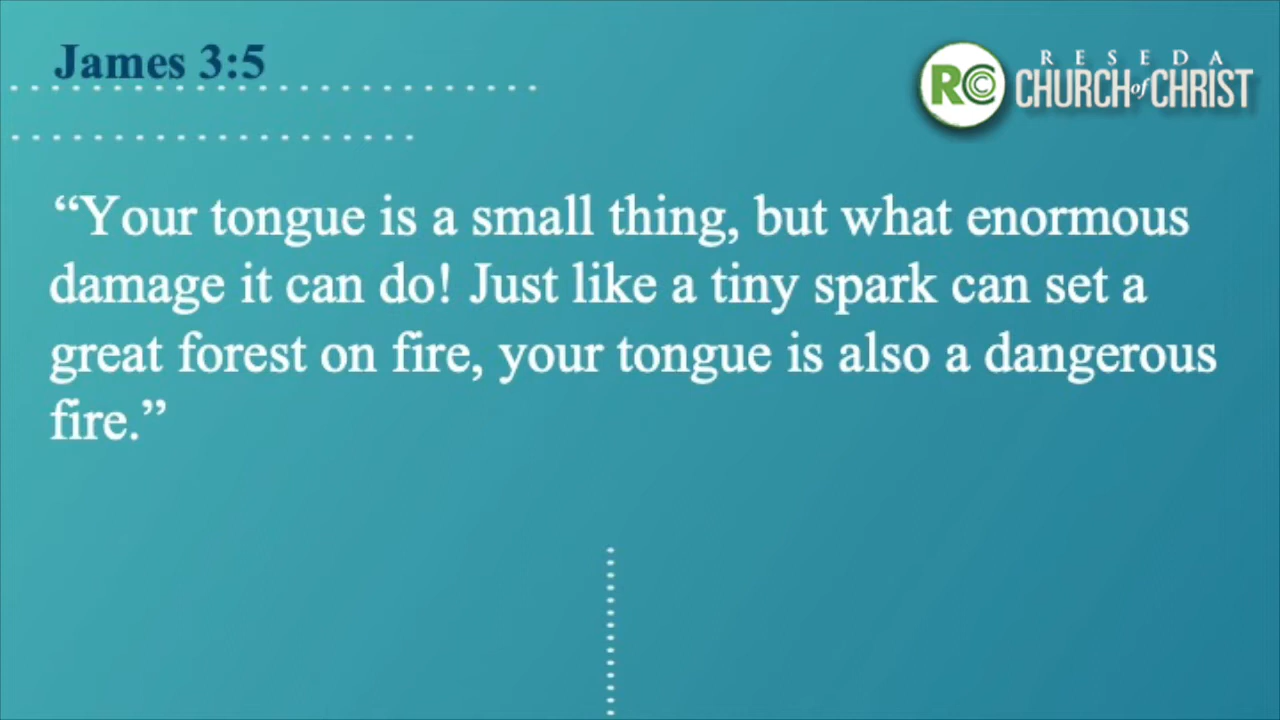 James 3:5
RCC
RESEDA
CHURCH of CHRIST
“Your tongue is a small thing, but what enormous
damage it can do! Just like a tiny spark can set a
great forest on fire, your tongue is also a dangerous
fire.”